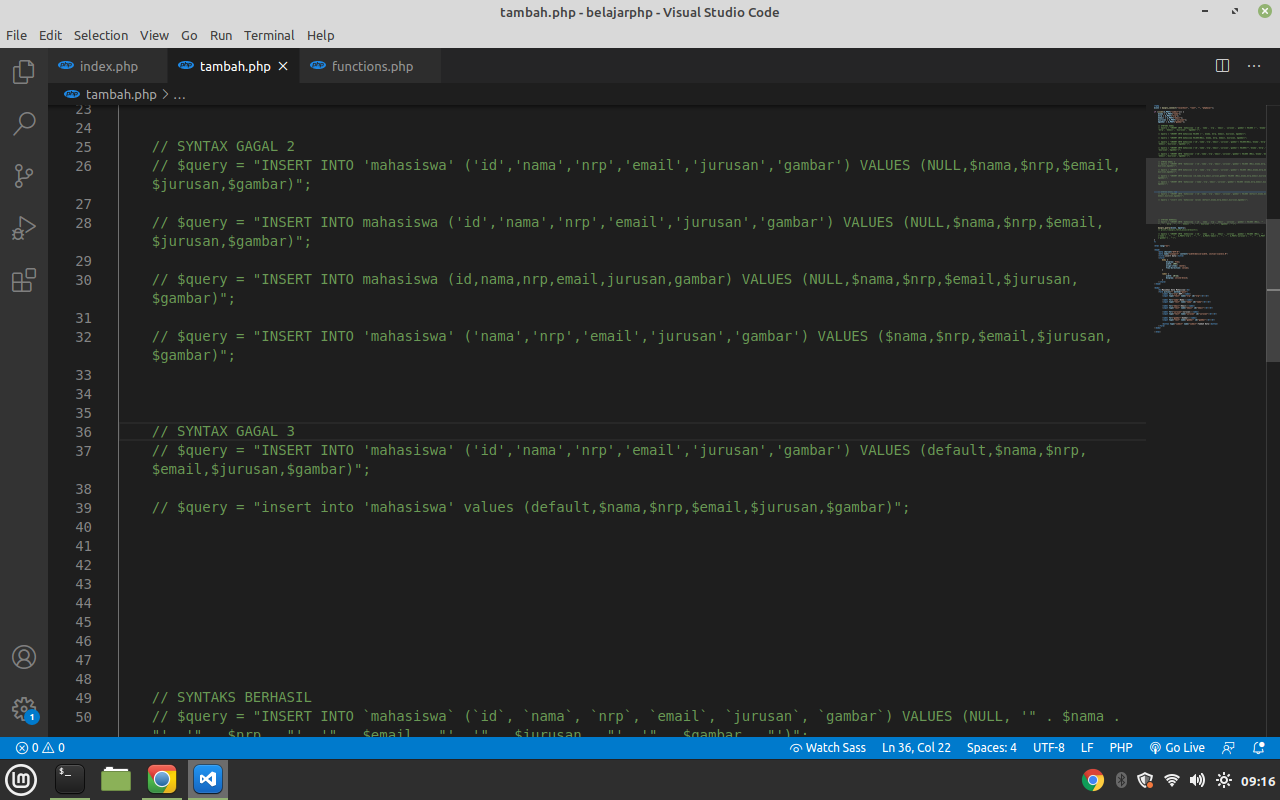 tambah.php - belajarphp - Visual Studio Code
File Edit Selection View Go Run Terminal Help
php index.php php tambah.php php functions.php
php tambah.php > ...
23
24
25 // SYNTAX GAGAL 2
26 // $query = "INSERT INTO 'mahasiswa' ('id','nama','nrp','email','jurusan','gambar') VALUES (NULL,$nama,$nrp,$email,
$jurusan,$gambar)";
27
28 // $query = "INSERT INTO mahasiswa ('id','nama','nrp','email','jurusan','gambar') VALUES (NULL,$nama,$nrp,$email,
$jurusan,$gambar)";
29
30 // $query = "INSERT INTO mahasiswa (id,nama,nrp,email,jurusan,gambar) VALUES (NULL,$nama,$nrp,$email,$jurusan,
$gambar)";
31
32 // $query = "INSERT INTO 'mahasiswa' ('nama','nrp','email','jurusan','gambar') VALUES ($nama,$nrp,$email,$jurusan,
$gambar)";
33
34
35
36 // SYNTAX GAGAL 3
37 // $query = "INSERT INTO 'mahasiswa' ('id','nama','nrp','email','jurusan','gambar') VALUES (default,$nama,$nrp,
$email,$jurusan,$gambar)";
38
39 // $query = "insert into 'mahasiswa' values (default,$nama,$nrp,$email,$jurusan,$gambar)";
40
41
42
43
44
45
46
47
48
49 // SYNTAKS BERHASIL
50 // $query = "INSERT INTO `mahasiswa` (`id`, `nama`, `nrp`, `email`, `jurusan`, `gambar`) VALUES (NULL, '" . $nama .
"', '" . $nrp . "', '" . $email . "', '" . $jurusan . "', '" . $gambar . "')";
1
0 0 Watch Sass Ln 36, Col 22 Spaces: 4 UTF-8 LF PHP Go Live
09:16